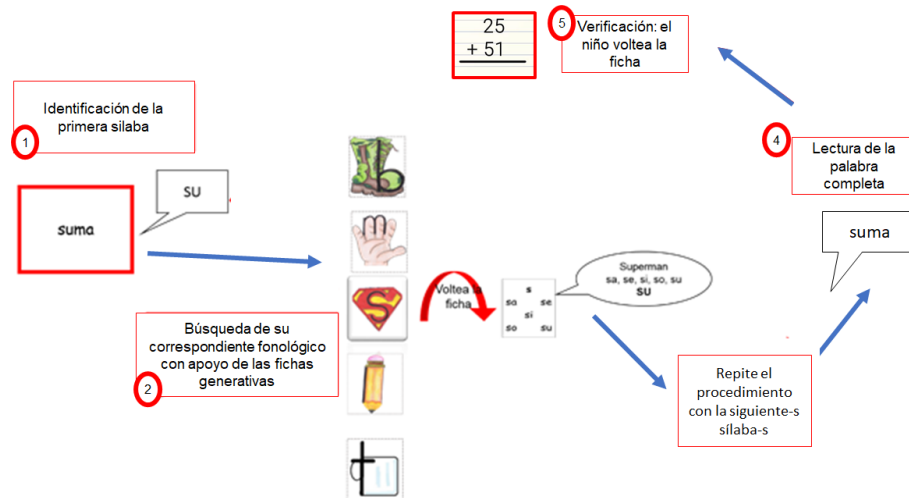 25
+ 51
5
Verificación: el
niño voltea la
ficha
1
Identificación de la
primera silaba
suma
SU
4
Lectura de la
palabra
completa
suma
2
Búsqueda de su
correspondiente fonológico
con apoyo de las fichas
generativas
S
Voltea la
ficha
s
sa se
si
so su
Superman
sa, se, si, so, su
SU
Repite el
procedimiento
con la siguiente-s
sílaba-s